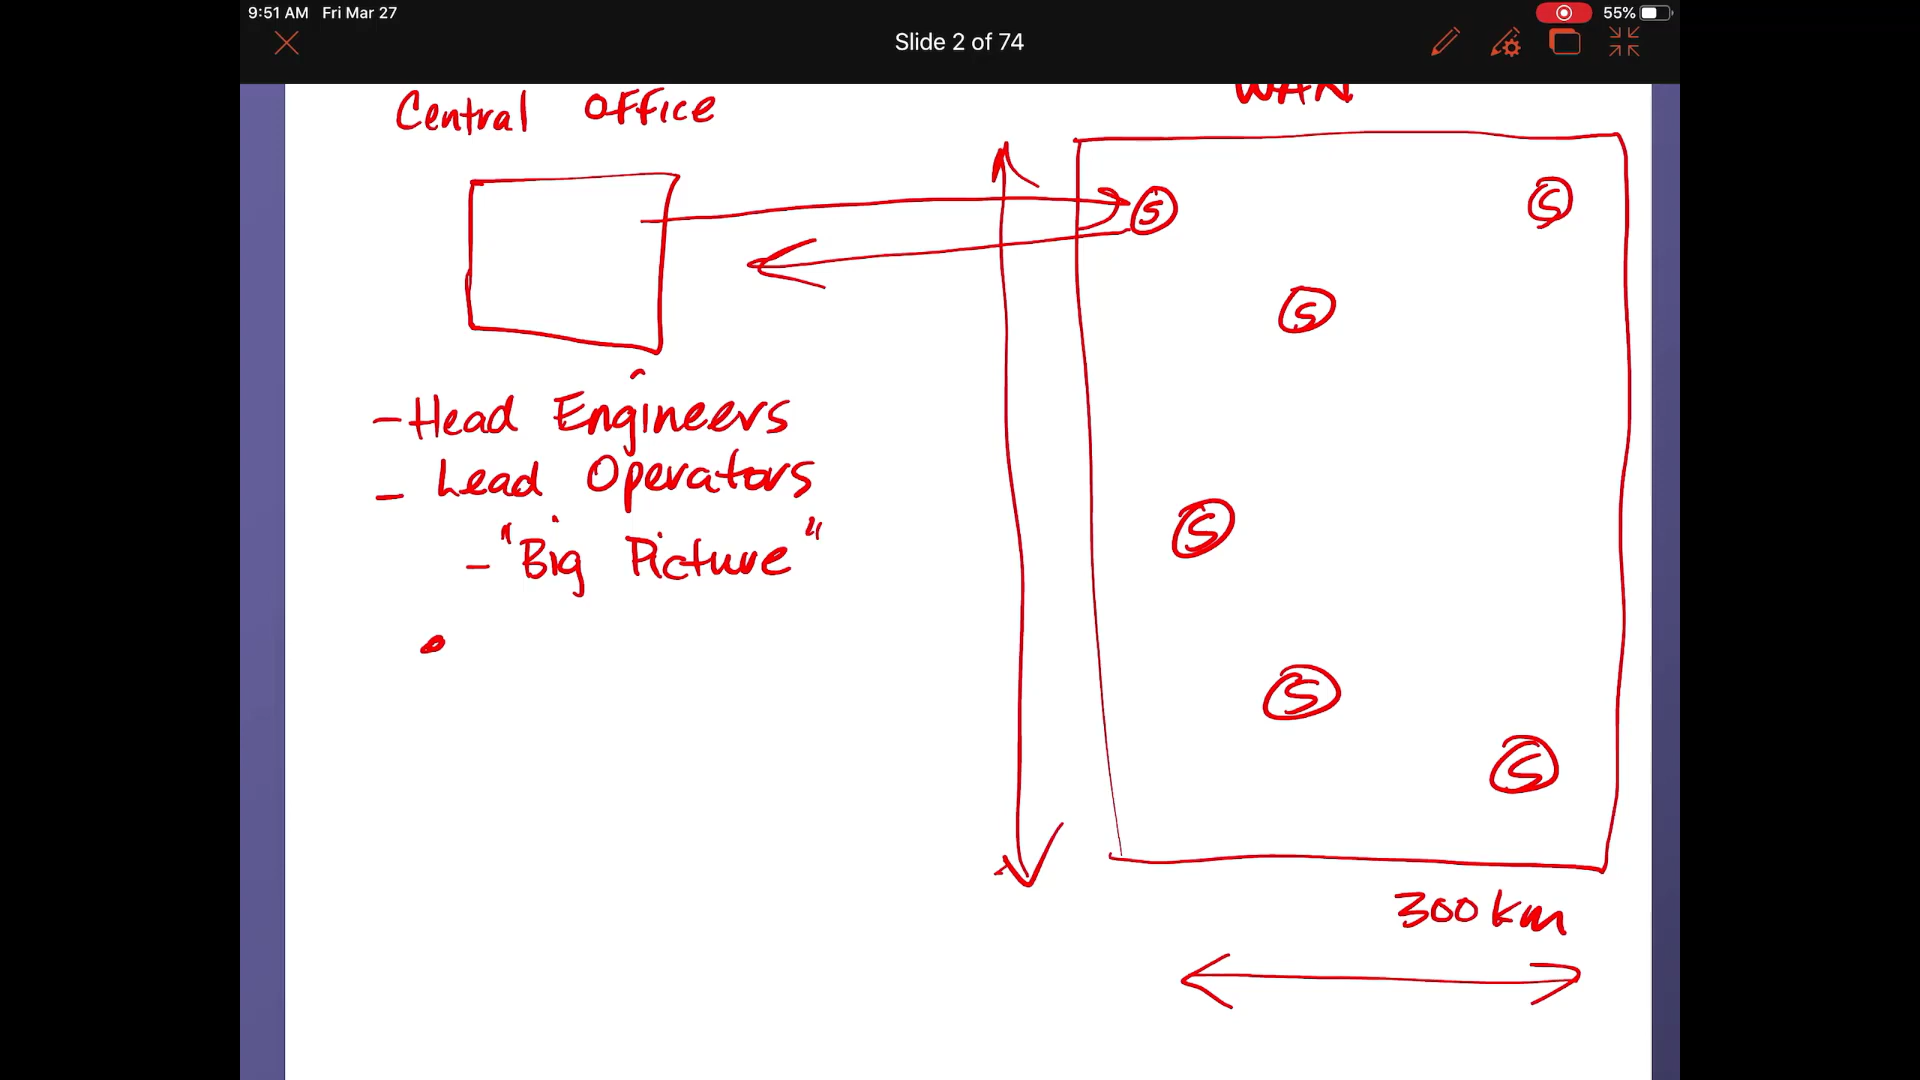 9:51 AM Fri Mar 27
55%
Slide 2 of 74
Central Office
WAN
S
S
S
- Head Engineers
- Lead Operators
- "Big Picture"
S
S
S
300 km